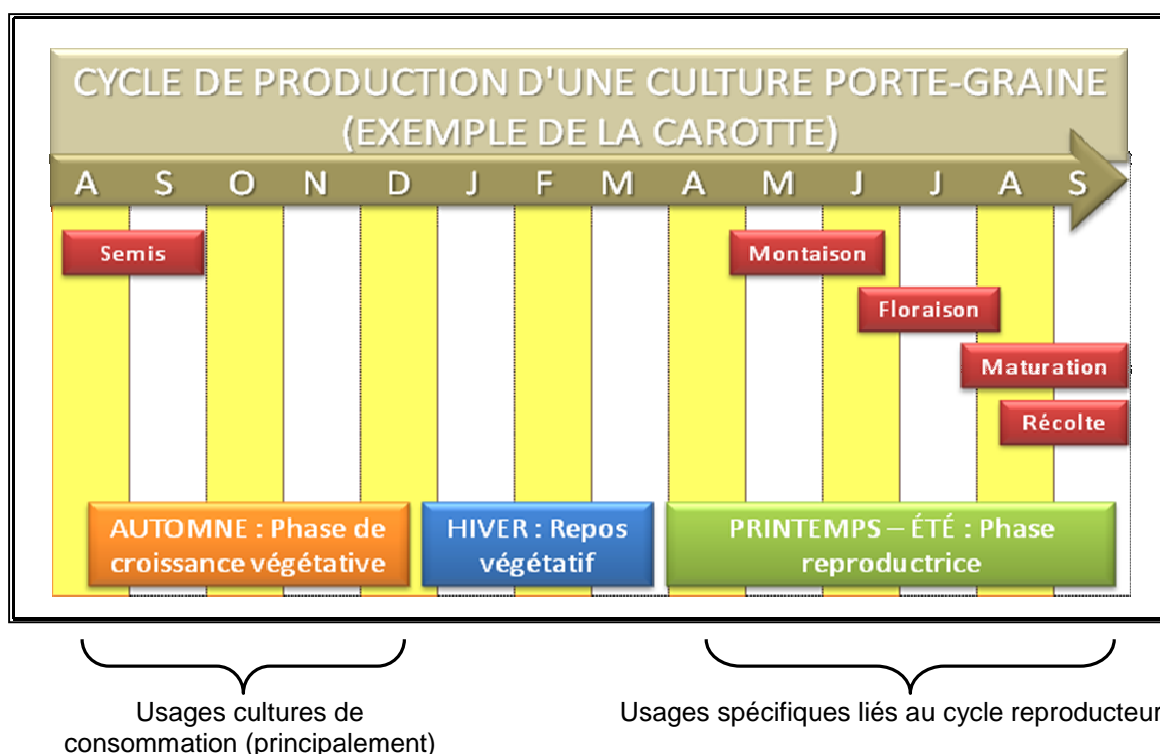 CYCLE DE PRODUCTION D'UNE CULTURE PORTE-GRAINE
(EXEMPLE DE LA CAROTTE)
A S O N D J F M A M J J A S
Semis
Montaison
Floraison
Maturation
Récolte
AUTOMNE : Phase de
croissance végétative
HIVER : Repos
végétatif
PRINTEMPS – ÉTÉ : Phase
reproductrice
Usages cultures de
consommation (principalement)
Usages spécifiques liés au cycle reproducteur